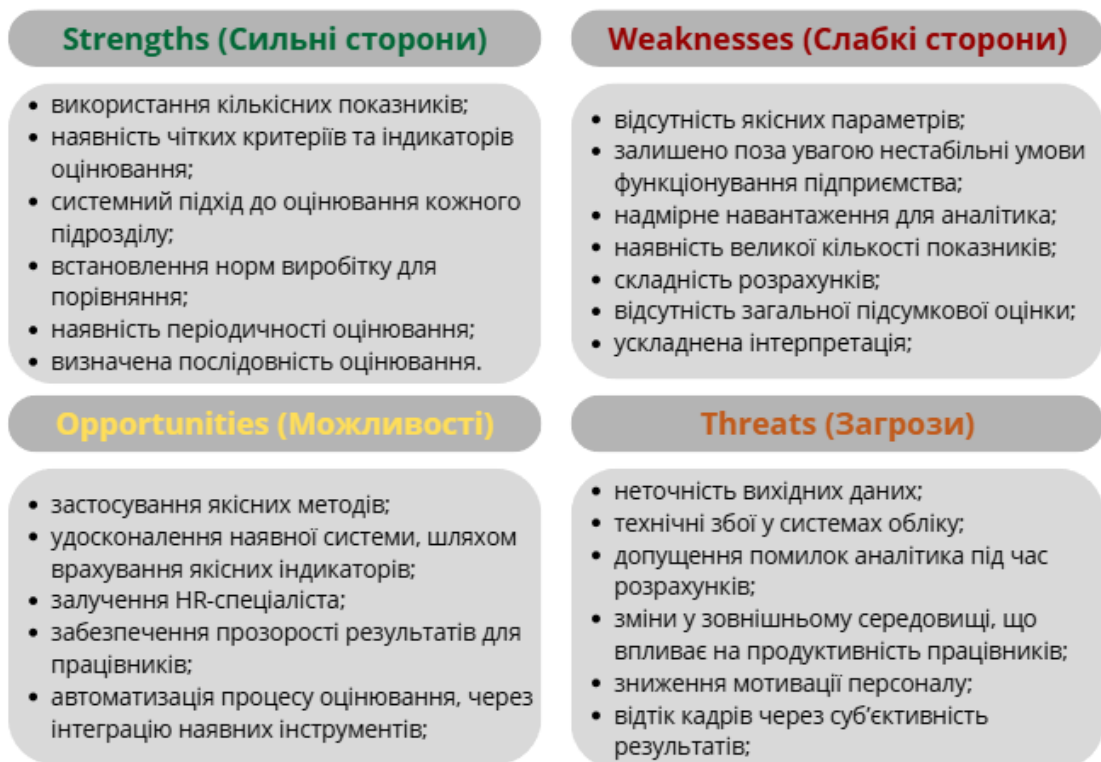 Strengths (Сильні сторони)
• використання кількісних показників;
• наявність чітких критеріїв та індикаторів
оцінювання;
• системний підхід до оцінювання кожного
підрозділу;
• встановлення норм виробітку для
порівняння;
• наявність періодичності оцінювання;
• визначена послідовність оцінювання.
Weaknesses (Слабкі сторони)
• відсутність якісних параметрів;
• залишено поза увагою нестабільні умови
функціонування підприємства;
• надмірне навантаження для аналітика;
• наявність великої кількості показників;
• складність розрахунків;
• відсутність загальної підсумкової оцінки;
• ускладнена інтерпретація;
Opportunities (Можливості)
• застосування якісних методів;
• удосконалення наявної системи, шляхом
врахування якісних індикаторів;
• залучення HR-спеціаліста;
• забезпечення прозорості результатів для
працівників;
• автоматизація процесу оцінювання, через
інтеграцію наявних інструментів;
Threats (Загрози)
• неточність вихідних даних;
• технічні збої у системах обліку;
• допущення помилок аналітика під час
розрахунків;
• зміни у зовнішньому середовищі, що
впливає на продуктивність працівників;
• зниження мотивації персоналу;
• відтік кадрів через суб’єктивність
результатів;